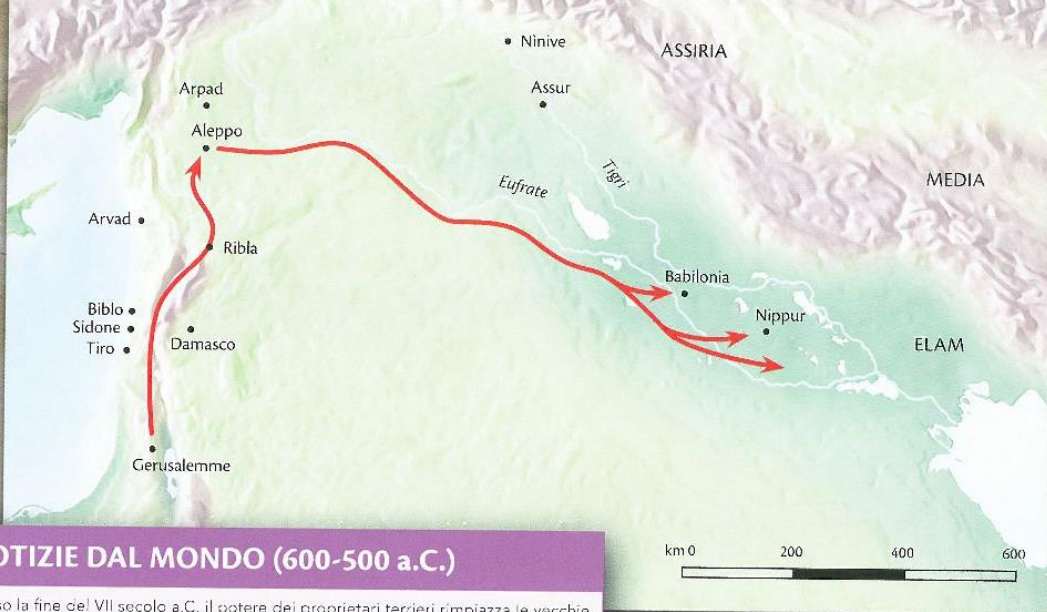 Nìnive
ASSIRIA
Arpad
Assur
Aleppo
Tigri
Eufrate
MEDIA
Arvad
Ribla
Babilonia
Biblo
Nippur
Sidone
Tiro
Damasco
ELAM
Gerusalemme
km 0 200 400 600
OTIZIE DAL MONDO (600-500 a.C.)
so la fine del VII secolo a.C. il potere dei proprietari terrieri rimpiazza le vecchie